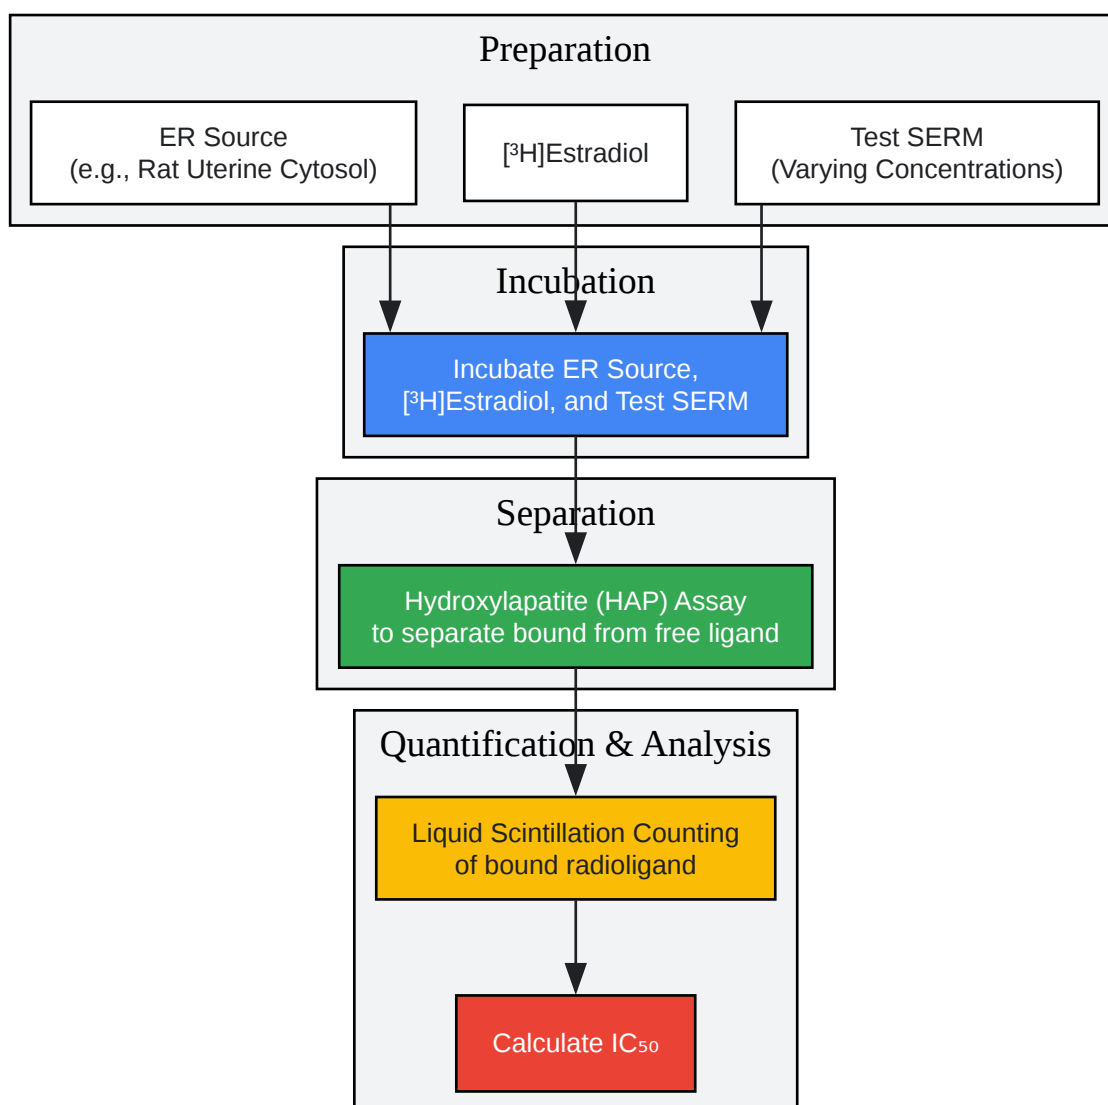 Preparation
ER Source
(e.g., Rat Uterine Cytosol)
[³H]Estradiol
Test SERM
(Varying Concentrations)
Incubation
Incubate ER Source,
[³H]Estradiol, and Test SERM
Separation
Hydroxylapatite (HAP) Assay
to separate bound from free ligand
Quantification & Analysis
Liquid Scintillation Counting
of bound radioligand
Calculate IC₅₀